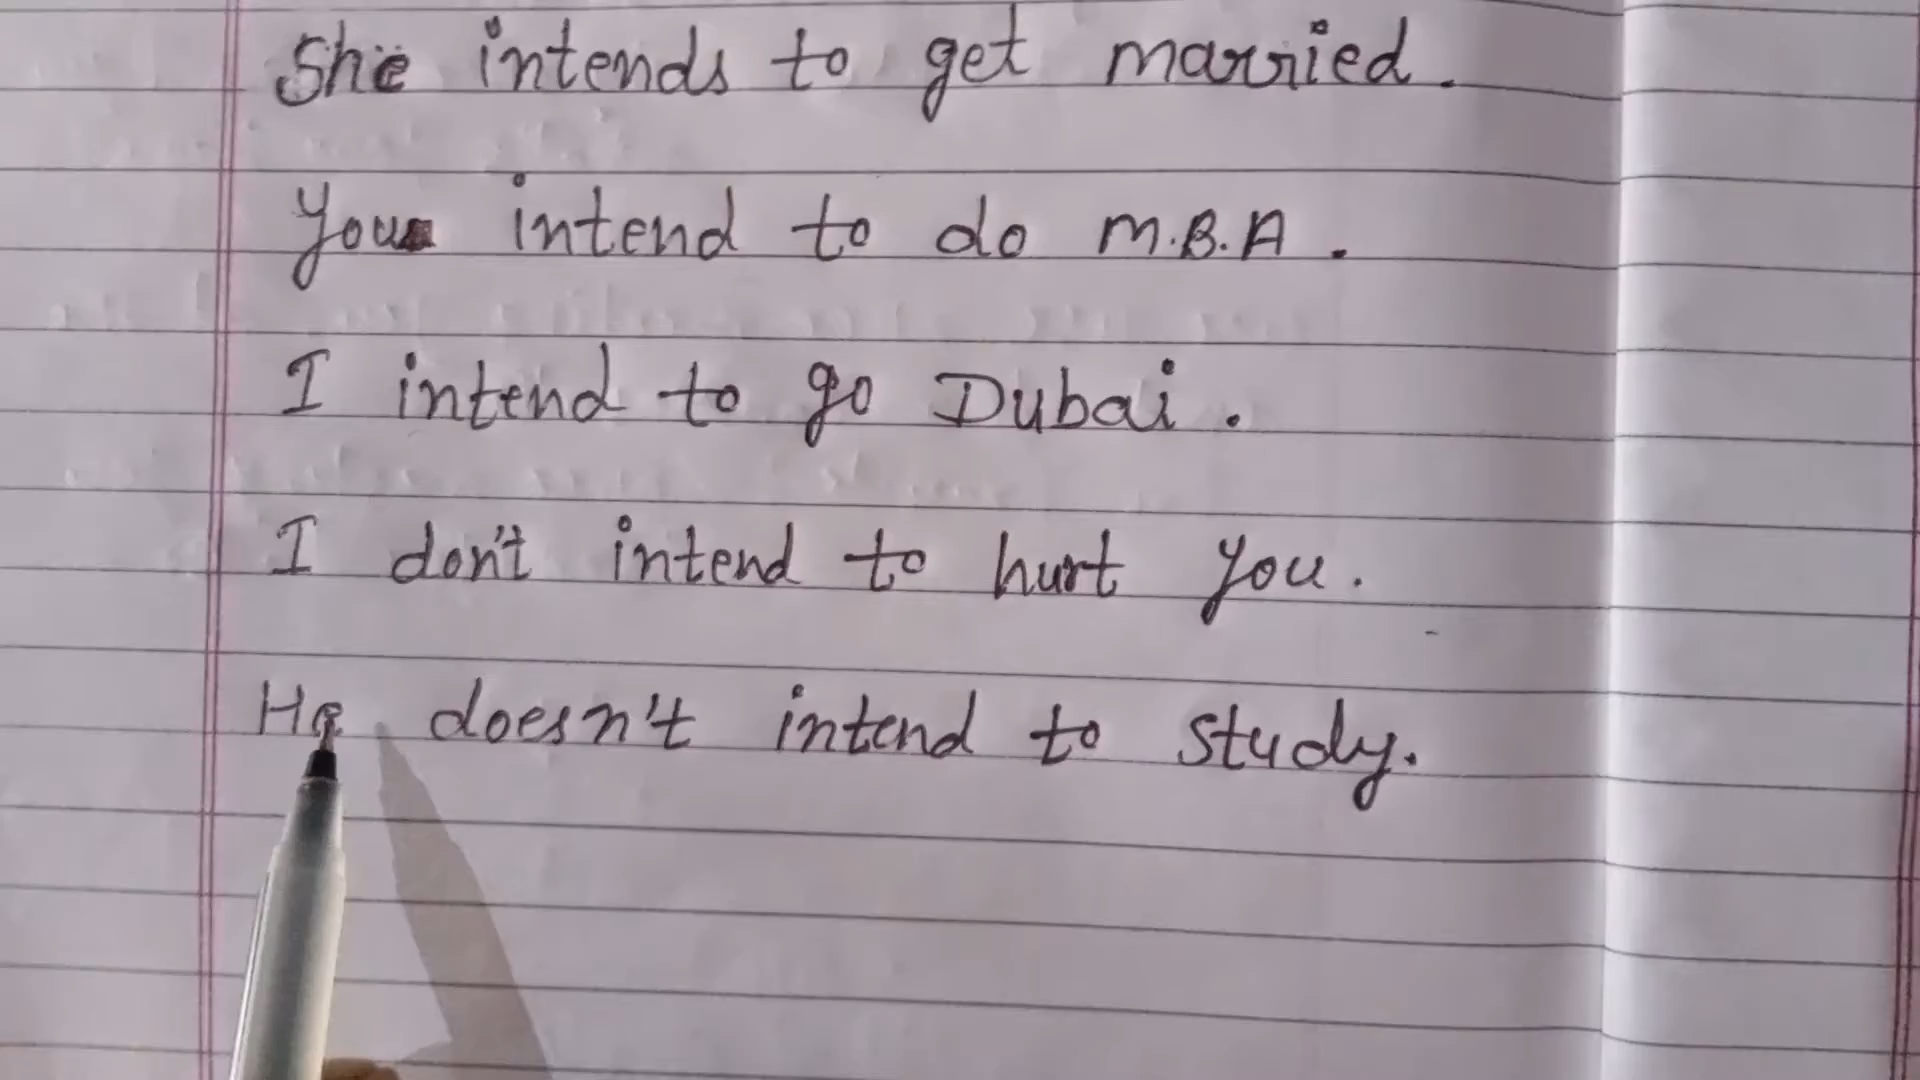 She intends to get married.
You intend to do M.B.A.
I intend to go Dubai.
I don't intend to hurt you.
He doesn't intend to study.